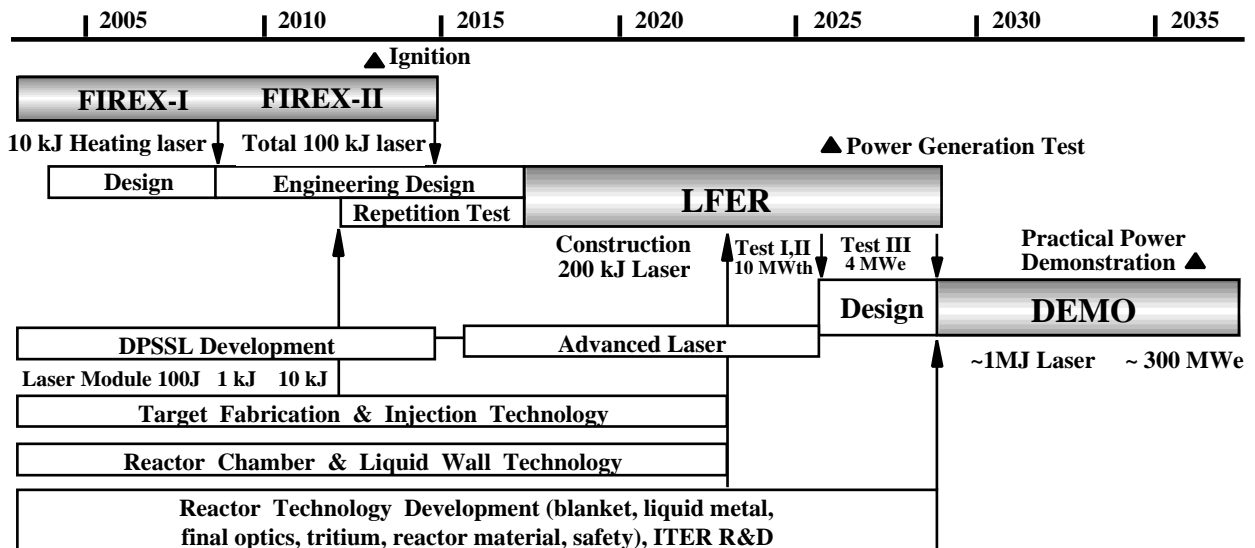 2005 2010 2015 2020 2025 2030 2035
Ignition
FIREX-I FIREX-II
10 kJ Heating laser Total 100 kJ laser
Power Generation Test
Design Engineering Design
LFER
Repetition Test
Construction
200 kJ Laser
Test I,II
10 MWth
Test III
4 MWe
Practical Power
Demonstration
Design DEMO
DPSSL Development Advanced Laser
~1MJ Laser ~ 300 MWe
Laser Module 100J 1 kJ 10 kJ
Target Fabrication & Injection Technology
Reactor Chamber & Liquid Wall Technology
Reactor Technology Development (blanket, liquid metal,
final optics, tritium, reactor material, safety), ITER R&D